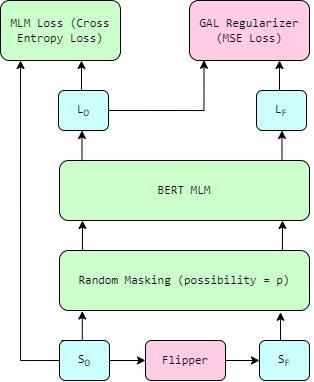 MLM Loss (Cross
Entropy Loss)
GAL Regularizer
(MSE Loss)
L_O
L_F
BERT MLM
Random Masking (possibility = p)
S_O
Flipper
S_F